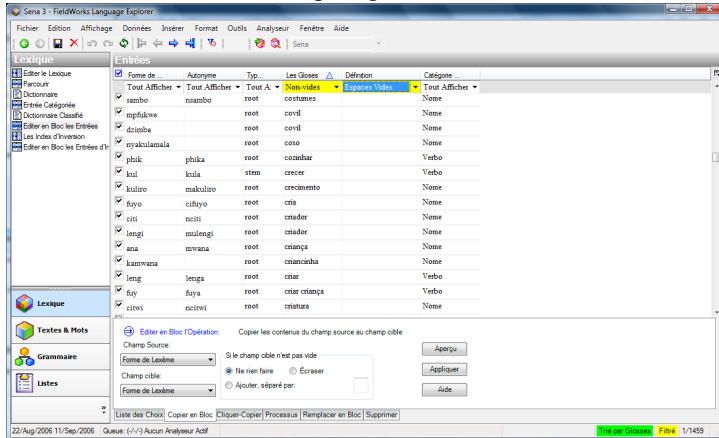 Sena 3 - FieldWorks Language Explorer
Fichier Edition Affichage Données Insérer Format Outils Analyseur Fenêtre Aide
Sena
Lexique
Entrées
Editer le Lexique
Parcourir
Dictionnaire
Entrée Catégoriée
Dictionnaire Classifié
Editer en Bloc les Entrées
Les Index d'Inversion
Editer en Bloc les Entrées d'Ir
Forme de ... Autonyme Typ... Les Gloses Définition Catégorie ...
Tout Afficher Tout Afficher Tout A: Non-vides Espaces Vides Tout Afficher
sambo nsambo root costumes Nome
mpfukwe root covil Nome
dzimba root covil Nome
nyakulamala root coxo Nome
phik phika root cozinhar Verbo
kul kula stem crecer Verbo
kuliro makuliro root crecimento Nome
fuyo cifuyo root cria Nome
citi nciti root criador Nome
lengi mulengi root criador Nome
ana mwana root criança Nome
kamwana root criancinha Nome
leng lenga root criar Verbo
fuy fuya root criar criança Verbo
citwi ncitwi root criatura Nome
Lexique
Textes & Mots
Grammaire
Listes
Editer en Bloc l'Opération: Copier les contenus du champ source au champ cible
Champ Source:
Forme de Lexème
Champ cible:
Forme de Lexème
Si le champ cible n'est pas vide
Ne rien faire Écraser
Ajouter, séparé par:
Aperçu
Appliquer
Aide
Liste des Choix Copier en Bloc Cliquer-Copier Processus Remplacer en Bloc Supprimer
22/Aug/2006 11/Sep/2006 Queue: (-/-/-) Aucun Analyseur Actif Trié par Glosses Filtré 1/1459